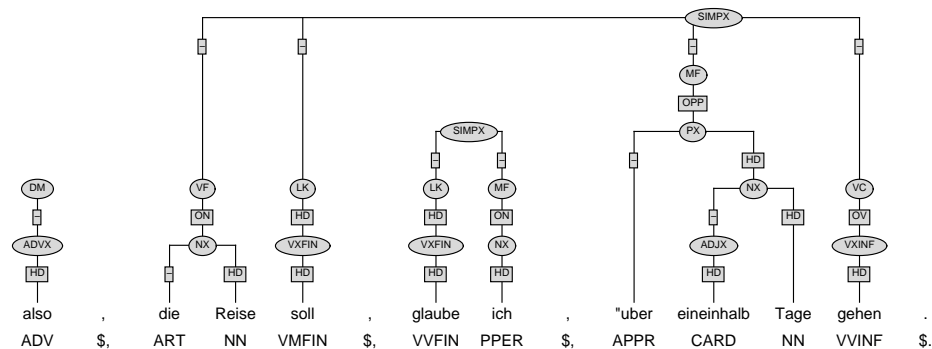 SIMPX
– – – –
MF
OPP
SIMPX PX
– – – HD
DM VF LK LK MF NX VC
– ON HD HD ON – HD OV
ADVX NX VXFIN VXFIN NX ADJX VXINF
HD – HD HD HD HD HD HD
also , die Reise soll , glaube ich , "uber eineinhalb Tage gehen .
ADV $, ART NN VMFIN $, VVFIN PPER $, APPR CARD NN VVINF $.